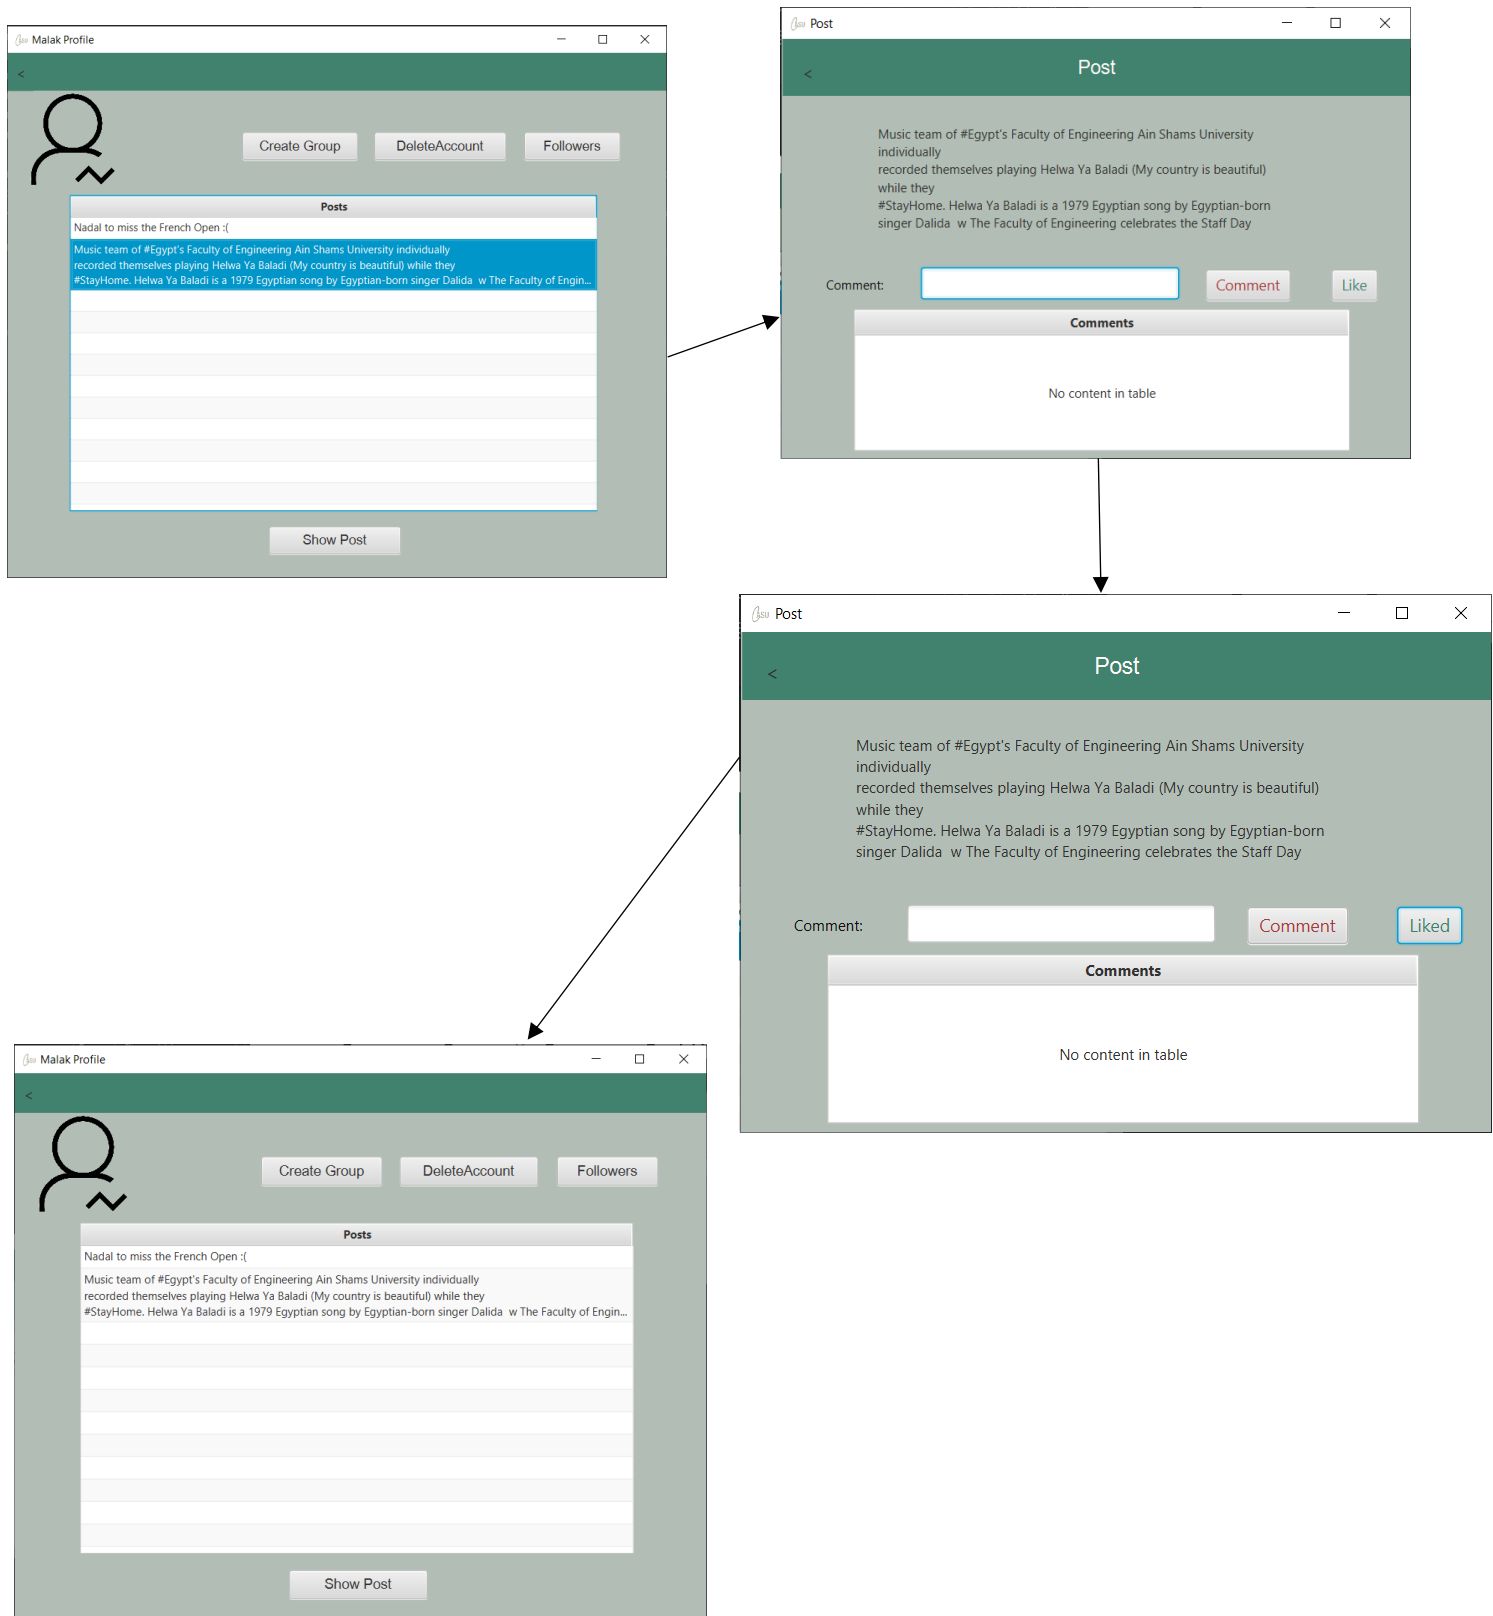 Malak Profile
<
Create Group
DeleteAccount
Followers
Posts
Nadal to miss the French Open :(
Music team of #Egypt's Faculty of Engineering Ain Shams University individually
recorded themselves playing Helwa Ya Baladi (My country is beautiful) while they
#StayHome. Helwa Ya Baladi is a 1979 Egyptian song by Egyptian-born singer Dalida  w The Faculty of Engin...
Show Post
Post
Post
<
Music team of #Egypt's Faculty of Engineering Ain Shams University
individually
recorded themselves playing Helwa Ya Baladi (My country is beautiful)
while they
#StayHome. Helwa Ya Baladi is a 1979 Egyptian song by Egyptian-born
singer Dalida  w The Faculty of Engineering celebrates the Staff Day
Comment:
Comment
Like
Comments
No content in table
Post
Post
<
Music team of #Egypt's Faculty of Engineering Ain Shams University
individually
recorded themselves playing Helwa Ya Baladi (My country is beautiful)
while they
#StayHome. Helwa Ya Baladi is a 1979 Egyptian song by Egyptian-born
singer Dalida  w The Faculty of Engineering celebrates the Staff Day
Comment:
Comment
Liked
Comments
No content in table
Malak Profile
<
Create Group
DeleteAccount
Followers
Posts
Nadal to miss the French Open :(
Music team of #Egypt's Faculty of Engineering Ain Shams University individually
recorded themselves playing Helwa Ya Baladi (My country is beautiful) while they
#StayHome. Helwa Ya Baladi is a 1979 Egyptian song by Egyptian-born singer Dalida  w The Faculty of Engin...
Show Post